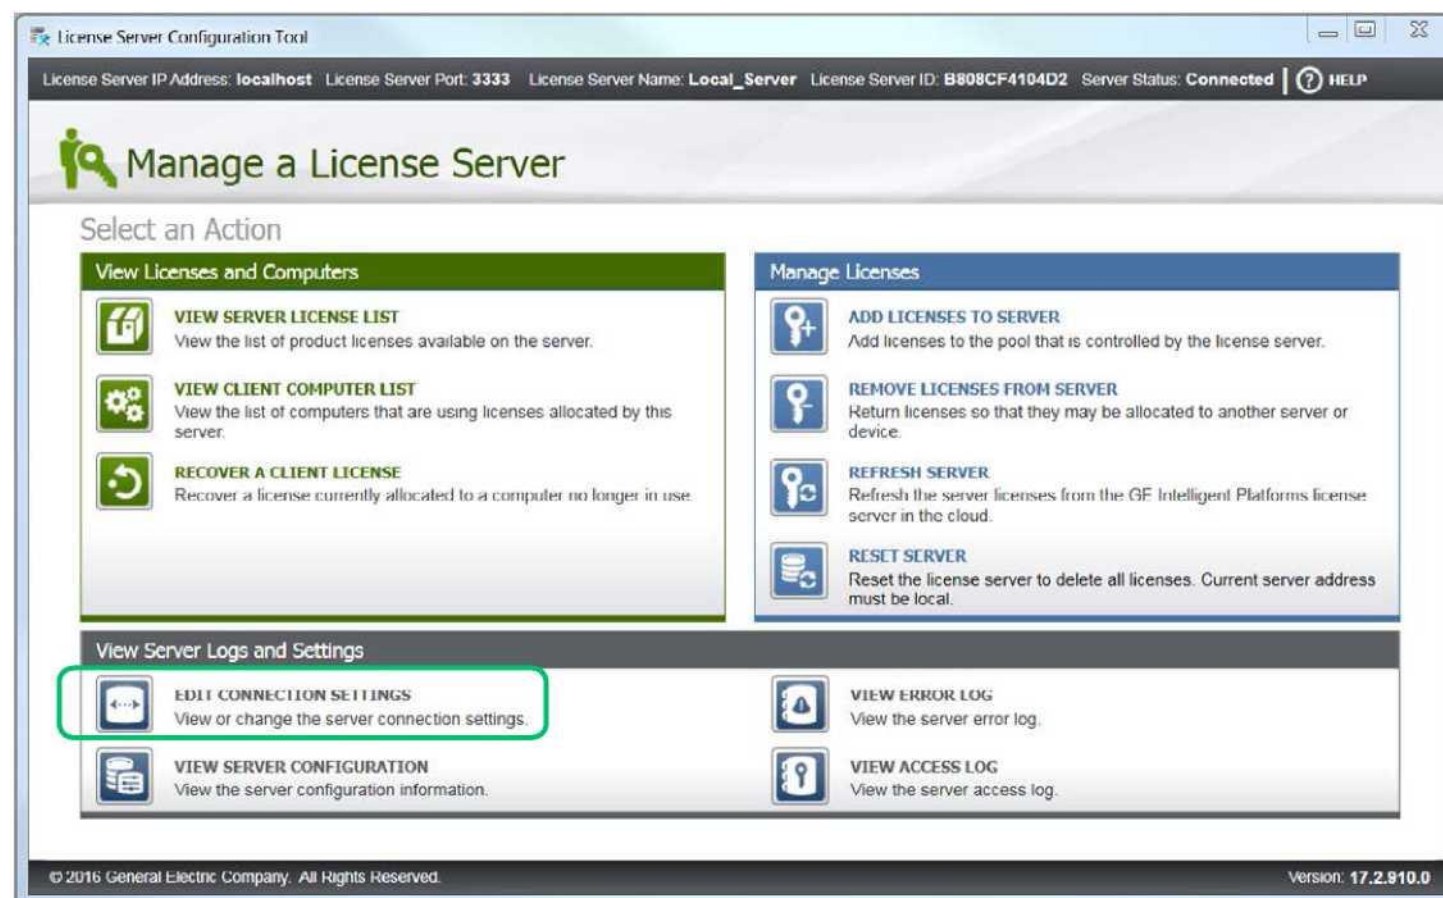 License Server Configuration Tool
License Server IP Address: localhost License Server Port: 3333 License Server Name: Local_Server License Server ID: B808CF4104D2 Server Status: Connected | ? HELP
Manage a License Server
Select an Action
View Licenses and Computers
VIEW SERVER LICENSE LIST
View the list of product licenses available on the server.
VIEW CLIENT COMPUTER LIST
View the list of computers that are using licenses allocated by this
server.
RECOVER A CLIENT LICENSE
Recover a license currently allocated to a computer no longer in use.
Manage Licenses
ADD LICENSES TO SERVER
Add licenses to the pool that is controlled by the license server.
REMOVE LICENSES FROM SERVER
Return licenses so that they may be allocated to another server or
device.
REFRESH SERVER
Refresh the server licenses from the GE Intelligent Platforms license
server in the cloud.
RESET SERVER
Reset the license server to delete all licenses. Current server address
must be local.
View Server Logs and Settings
EDIT CONNECTION SETTINGS
View or change the server connection settings.
VIEW SERVER CONFIGURATION
View the server configuration information.
VIEW ERROR LOG
View the server error log.
VIEW ACCESS LOG
View the server access log.
© 2016 General Electric Company. All Rights Reserved.
Version: 17.2.910.0